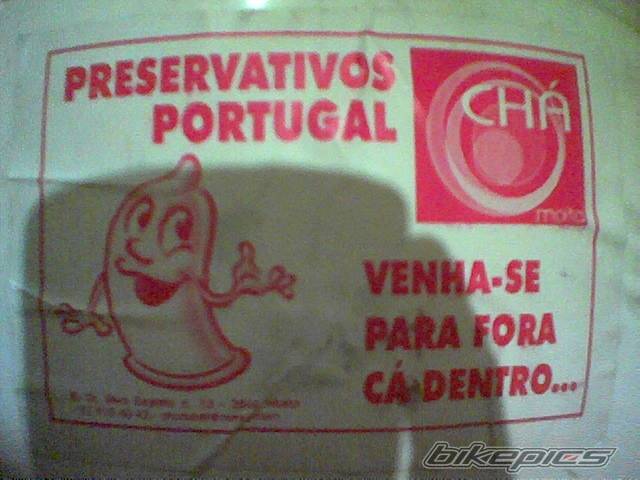 PRESERVATIVOS
PORTUGAL
CHÁ
moto
VENHA-SE
PARA FORA
CÁ DENTRO...
bikepics